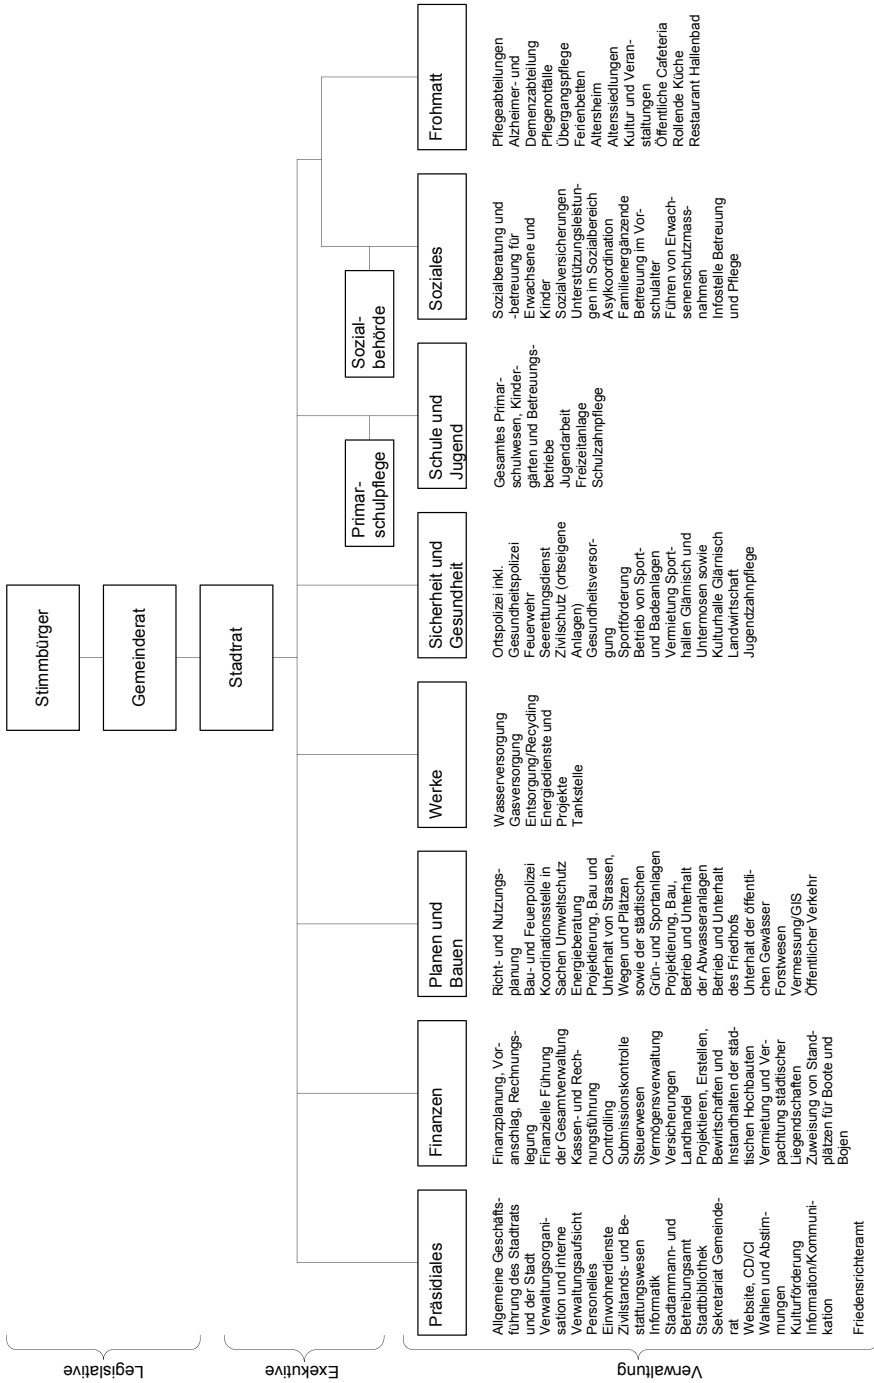 Legislative
Exekutive
Verwaltung
Stimmbürger
Gemeinderat
Stadtrat
Primar-
schulpflege
Sozial-
behörde
Präsidiales
Allgemeine Geschäfts-
führung des Stadtrats
und der Stadt
Verwaltungsorgani-
sation und interne
Verwaltungsaufsicht
Personelles
Einwohnerdienste
Zivilstands- und Be-
stattungswesen
Informatik
Stadtammann- und
Betreibungsamt
Stadtbibliothek
Sekretariat Gemeinde-
rat
Website, CD/CI
Wahlen und Abstim-
mungen
Kulturförderung
Information/Kommuni-
kation
Friedensrichteramt
Finanzen
Finanzplanung, Vor-
anschlag, Rechnungs-
legung
Finanzielle Führung
der Gesamtverwaltung
Kassen- und Rech-
nungsführung
Controlling
Submissionskontrolle
Steuerwesen
Vermögensverwaltung
Versicherungen
Landhandel
Projektieren, Erstellen,
Bewirtschaften und
Instandhalten der städ-
tischen Hochbauten
Vermietung und Ver-
pachtung städtischer
Liegendschaften
Zuweisung von Stand-
plätzen für Boote und
Bojen
Planen und
Bauen
Richt- und Nutzungs-
planung
Bau- und Feuerpolizei
Koordinationsstelle in
Sachen Umweltschutz
Energieberatung
Projektierung, Bau und
Unterhalt von Strassen,
Wegen und Plätzen
sowie der städtischen
Grün- und Sportanlagen
Projektierung, Bau,
Betrieb und Unterhalt
der Abwasseranlagen
Betrieb und Unterhalt
des Friedhofs
Unterhalt der öffentli-
chen Gewässer
Forstwesen
Vermessung/GIS
Öffentlicher Verkehr
Werke
Wasserversorgung
Gasversorgung
Entsorgung/Recycling
Energiedienste und
Projekte
Tankstelle
Sicherheit und
Gesundheit
Ortspolizei inkl.
Gesundheitspolizei
Feuerwehr
Seerettungsdienst
Zivilschutz (ortseigene
Anlagen)
Gesundheitsversor-
gung
Sportförderung
Betrieb von Sport-
und Badeanlagen
Vermietung Sport-
hallen Glärnisch und
Untermosen sowie
Kulturhalle Glärnisch
Landwirtschaft
Jugendzahnpflege
Schule und
Jugend
Gesamtes Primar-
schulwesen, Kinder-
gärten und Betreuungs-
betriebe
Jugendarbeit
Freizeitanlage
Schulzahnpflege
Soziales
Sozialberatung und
-betreuung für
Erwachsene und
Kinder
Sozialversicherungen
Unterstützungsleistun-
gen im Sozialbereich
Asylkoordination
Familienergänzende
Betreuung im Vor-
schulalter
Führen von Erwach-
senenschutzmass-
nahmen
Infostelle Betreuung
und Pflege
Frohmatt
Pflegeabteilungen
Alzheimer- und
Demenzabteilung
Pflegenotfälle
Übergangspflege
Ferienbetten
Altersheim
Alterssiedlungen
Kultur und Veran-
staltungen
Öffentliche Cafeteria
Rollende Küche
Restaurant Hallenbad